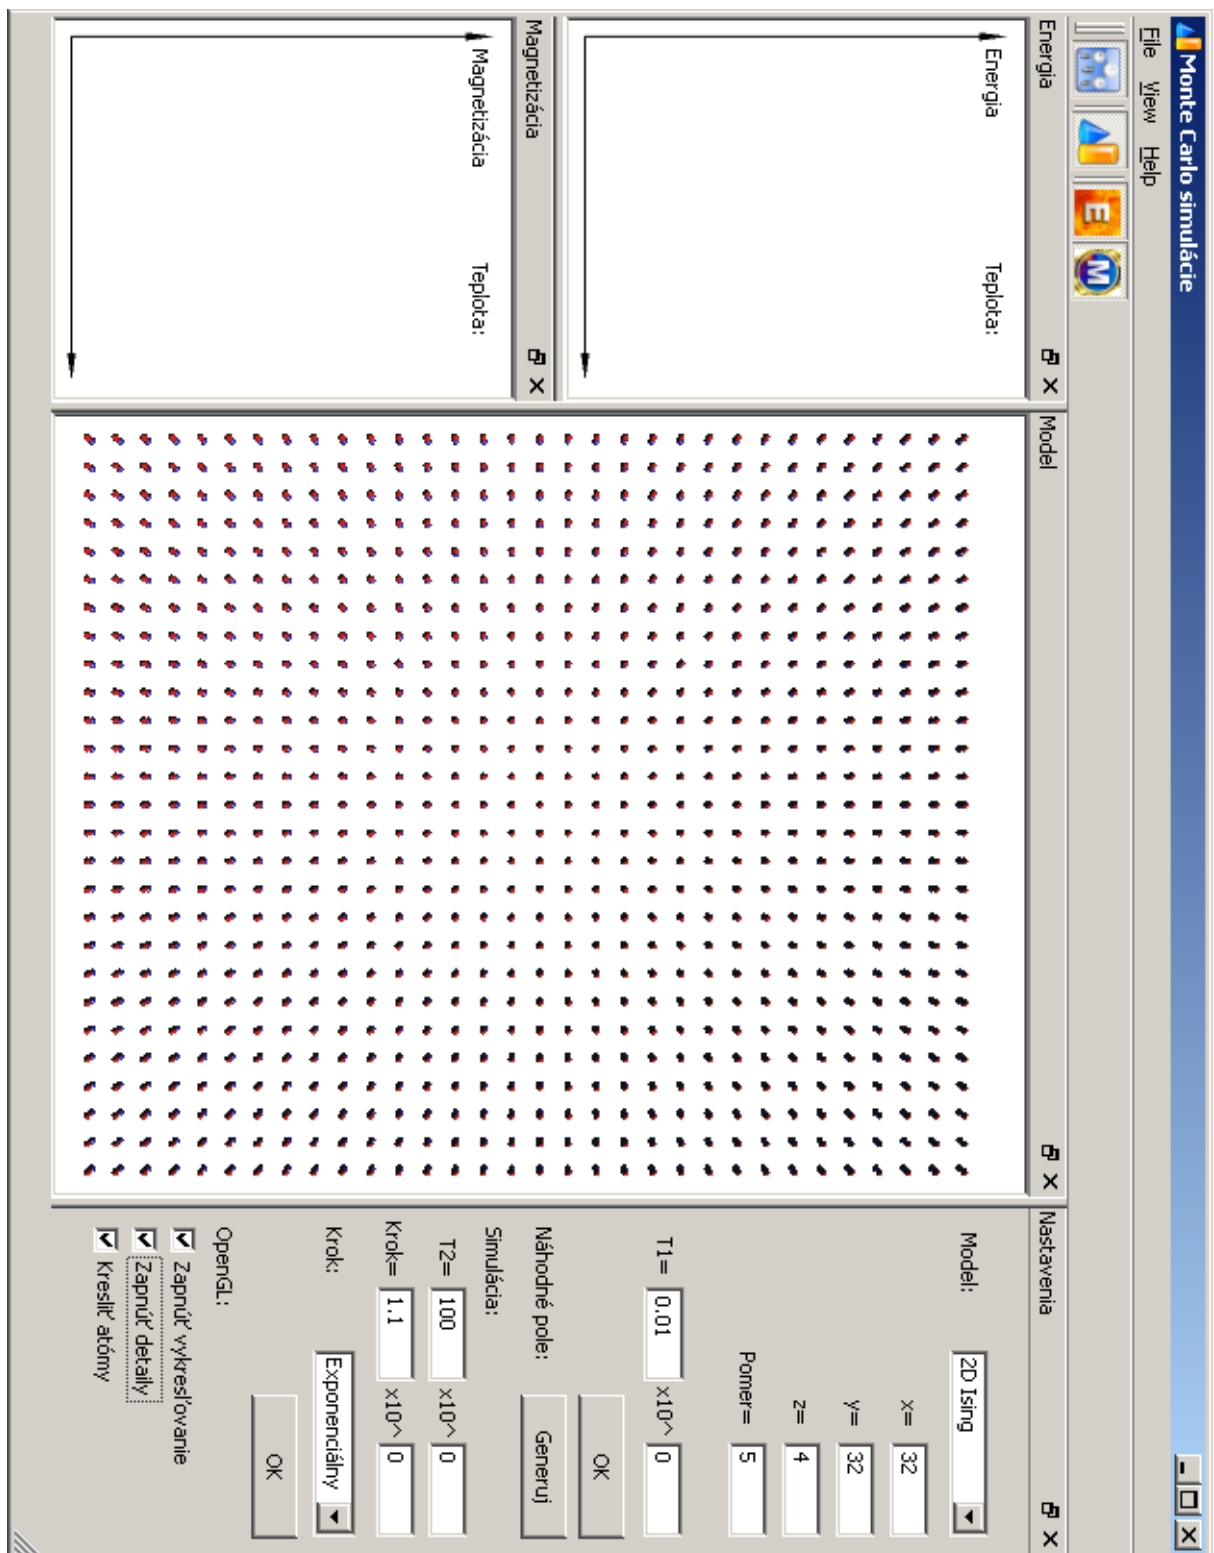 Monte Carlo simulácie
File View Help
E M
Energia
Energia
Teplota:
Magnetizácia
Magnetizácia
Teplota:
Model
Nastavenia
Model: 2D Ising
x= 32
y= 32
z= 4
Pomer= 5
T1= 0.01 x10^ 0
OK
Náhodné pole: Generuj
Simulácia:
T2= 100 x10^ 0
Krok= 1.1 x10^ 0
Krok: Exponenciálny
OK
OpenGL:
Zapnúť vykresľovanie
Zapnúť detaily
Kresliť atómy